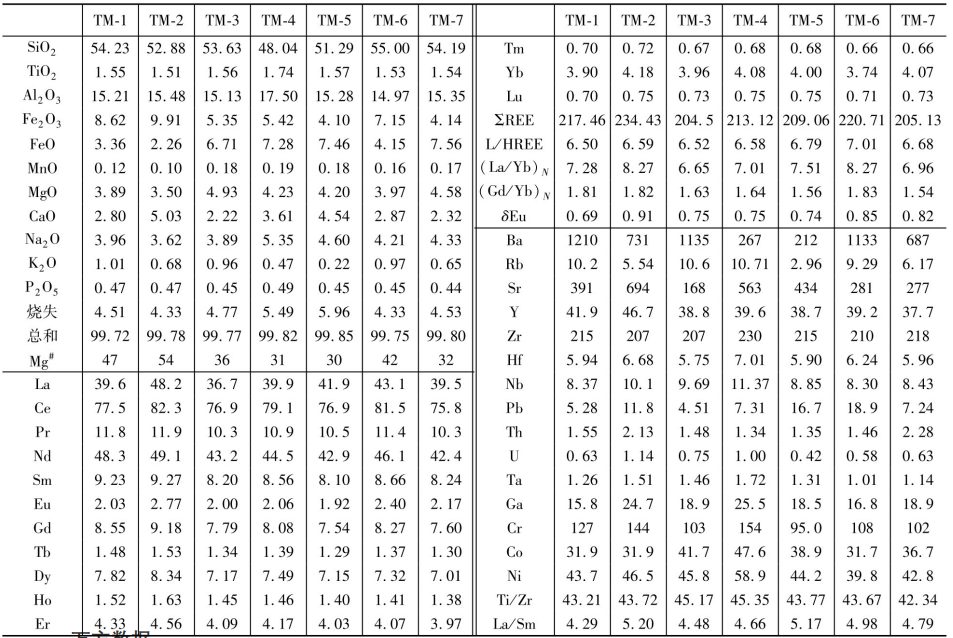 TM-1 TM-2 TM-3 TM-4 TM-5 TM-6 TM-7 TM-1 TM-2 TM-3 TM-4 TM-5 TM-6 TM-7
SiO2 54.23 52.88 53.63 48.04 51.29 55.00 54.19 Tm 0.70 0.72 0.67 0.68 0.68 0.66 0.66
TiO2 1.55 1.51 1.56 1.74 1.57 1.53 1.54 Yb 3.90 4.18 3.96 4.08 4.00 3.74 4.07
Al2O3 15.21 15.48 15.13 17.50 15.28 14.97 15.35 Lu 0.70 0.75 0.73 0.75 0.75 0.71 0.73
Fe2O3 8.62 9.91 5.35 5.42 4.10 7.15 4.14 ΣREE 217.46 234.43 204.5 213.12 209.06 220.71 205.13
FeO 3.36 2.26 6.71 7.28 7.46 4.15 7.56 L/HREE 6.50 6.59 6.52 6.58 6.79 7.01 6.68
MnO 0.12 0.10 0.18 0.19 0.18 0.16 0.17 (La/Yb)N 7.28 8.27 6.65 7.01 7.51 8.27 6.96
MgO 3.89 3.50 4.93 4.23 4.20 3.97 4.58 (Gd/Yb)N 1.81 1.82 1.63 1.64 1.56 1.83 1.54
CaO 2.80 5.03 2.22 3.61 4.54 2.87 2.32 δEu 0.69 0.91 0.75 0.75 0.74 0.85 0.82
Na2O 3.96 3.62 3.89 5.35 4.60 4.21 4.33 Ba 1210 731 1135 267 212 1133 687
K2O 1.01 0.68 0.96 0.47 0.22 0.97 0.65 Rb 10.2 5.54 10.6 10.71 2.96 9.29 6.17
P2O5 0.47 0.47 0.45 0.49 0.45 0.45 0.44 Sr 391 694 168 563 434 281 277
烧失 4.51 4.33 4.77 5.49 5.96 4.33 4.53 Y 41.9 46.7 38.8 39.6 38.7 39.2 37.7
总和 99.72 99.78 99.77 99.82 99.85 99.75 99.80 Zr 215 207 207 230 215 210 218
Mg# 47 54 36 31 30 42 32 Hf 5.94 6.68 5.75 7.01 5.90 6.24 5.96
La 39.6 48.2 36.7 39.9 41.9 43.1 39.5 Nb 8.37 10.1 9.69 11.37 8.85 8.30 8.43
Ce 77.5 82.3 76.9 79.1 76.9 81.5 75.8 Pb 5.28 11.8 4.51 7.31 16.7 18.9 7.24
Pr 11.8 11.9 10.3 10.9 10.5 11.4 10.3 Th 1.55 2.13 1.48 1.34 1.35 1.46 2.28
Nd 48.3 49.1 43.2 44.5 42.9 46.1 42.4 U 0.63 1.14 0.75 1.00 0.42 0.58 0.63
Sm 9.23 9.27 8.20 8.56 8.10 8.66 8.24 Ta 1.26 1.51 1.46 1.72 1.31 1.01 1.14
Eu 2.03 2.77 2.00 2.06 1.92 2.40 2.17 Ga 15.8 24.7 18.9 25.5 18.5 16.8 18.9
Gd 8.55 9.18 7.79 8.08 7.54 8.27 7.60 Cr 127 144 103 154 95.0 108 102
Tb 1.48 1.53 1.34 1.39 1.29 1.37 1.30 Co 31.9 31.9 41.7 47.6 38.9 31.7 36.7
Dy 7.82 8.34 7.17 7.49 7.15 7.32 7.01 Ni 43.7 46.5 45.8 58.9 44.2 39.8 42.8
Ho 1.52 1.63 1.45 1.46 1.40 1.41 1.38 Ti/Zr 43.21 43.72 45.17 45.35 43.77 43.67 42.34
Er 4.33 4.56 4.09 4.17 4.03 4.07 3.97 La/Sm 4.29 5.20 4.48 4.66 5.17 4.98 4.79